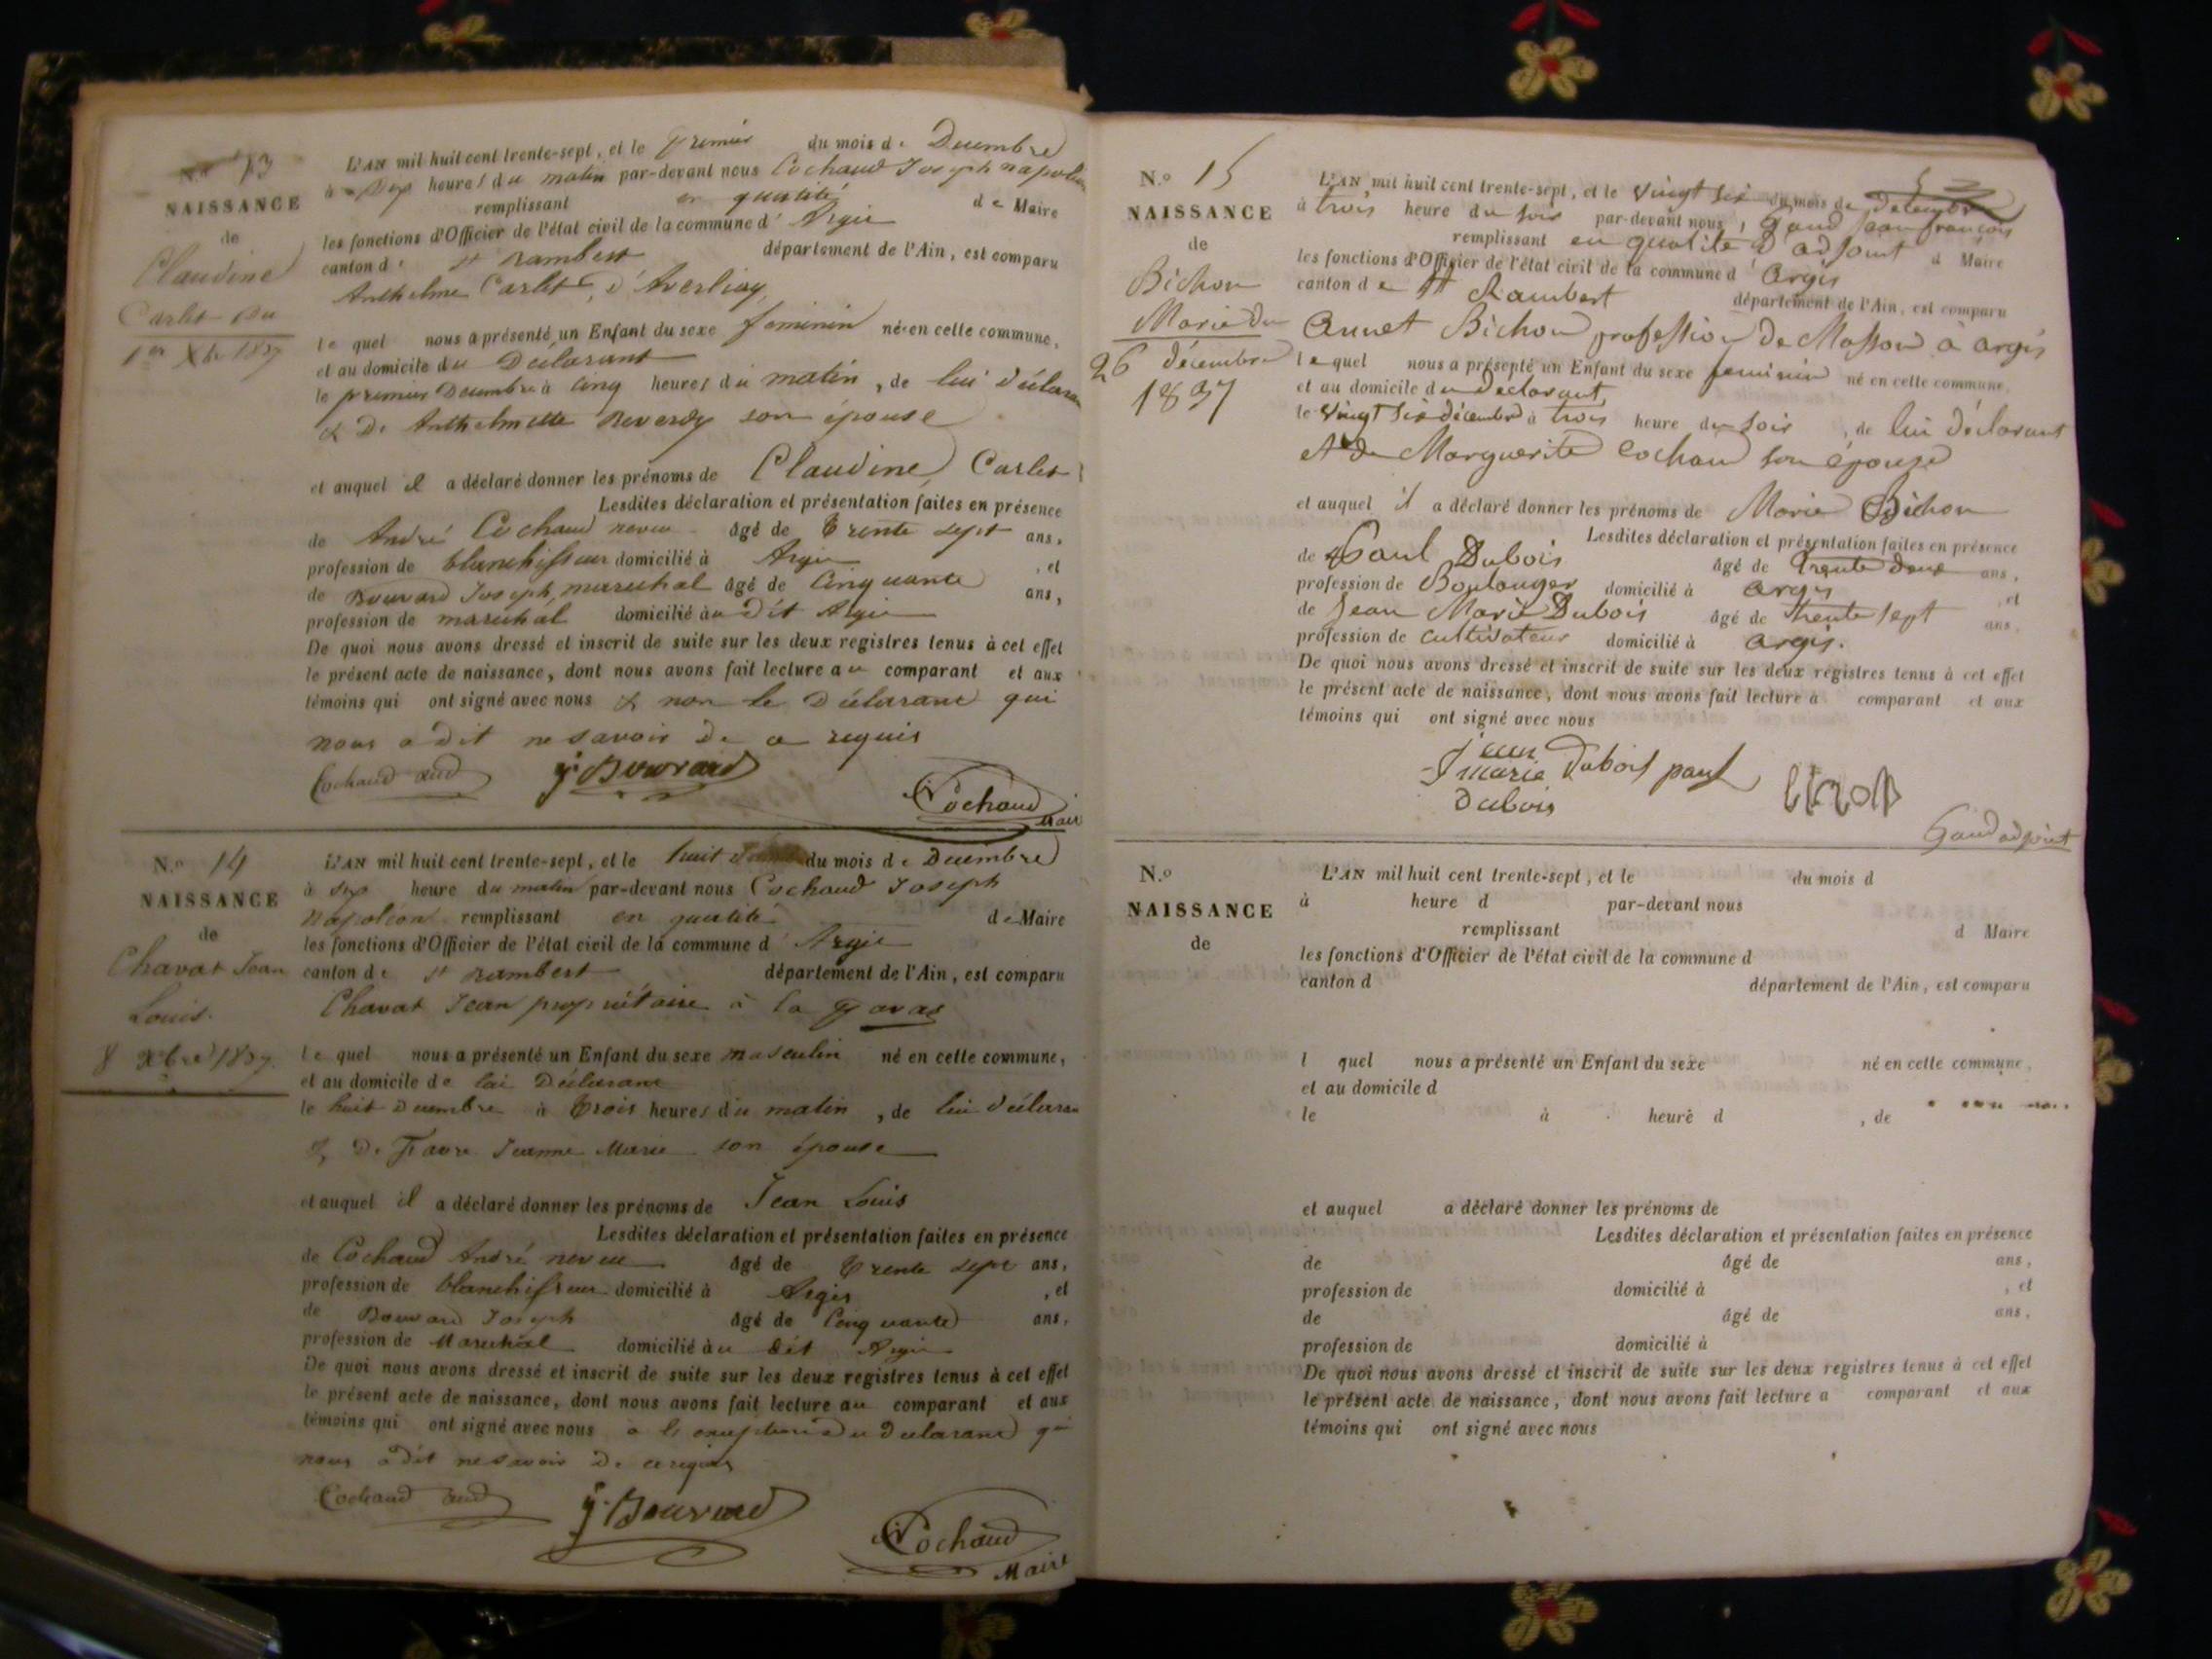 N.o 13
NAISSANCE
de
Claudine
Carlet du
1er Xbre 1837
L'AN mil huit cent trente-sept, et le premier du mois de Decembre
à dix heures du matin par-devant nous Cochaud Joseph napoléon
remplissant en qualité de Maire
les fonctions d'Officier de l'état civil de la commune d'Argis
canton de st rambert département de l'Ain, est comparu
Anthelme Carlet,
le quel nous a présenté un Enfant du sexe feminin né en cette commune,
et au domicile du Declarant
le premier Decembre à cinq heures du matin, de lui déclarant
& De Anthelmette Reverdy son épouse
et auquel il a déclaré donner les prénoms de Claudine Carlet
Lesdites déclaration et présentation faites en présence
de André Cochaud neveu âgé de Trente sept ans,
profession de blanchisseur domicilié à Argis, et
de Bouvard Joseph, marechal âgé de Cinquante ans,
profession de marechal domicilié au Dit Argis
De quoi nous avons dressé et inscrit de suite sur les deux registres tenus à cet effet
le présent acte de naissance, dont nous avons fait lecture au comparant et aux
témoins qui ont signé avec nous & non le Déclarant qui
nous a dit ne savoir De ce requis
Cochaud and
j. Bouvard
Cochaud
Maire
N.o 14
NAISSANCE
de
Chavat Jean
Louis.
8 xbre 1837.
L'AN mil huit cent trente-sept, et le huit du mois de Decembre
à heure du matin par-devant nous Cochaud Joseph
Napoléon remplissant en qualité de Maire
les fonctions d'Officier de l'état civil de la commune d'Argis
canton de st rambert département de l'Ain, est comparu
Chavat Jean propriétaire à la
le quel nous a présenté un Enfant du sexe masculin né en cette commune,
et au domicile de lui Déclarant
le huit Decembre à Trois heures du matin, de lui déclarant
& De Favre Jeanne Marie son épouse
et auquel il a déclaré donner les prénoms de Jean Louis
Lesdites déclaration et présentation faites en présence
de Cochaud André neveu âgé de Trente sept ans,
profession de blanchisseur domicilié à Argis, et
de Bouvard Joseph âgé de Cinquante ans,
profession de Marechal domicilié au dit Argis
De quoi nous avons dressé et inscrit de suite sur les deux registres tenus à cet effet
le présent acte de naissance, dont nous avons fait lecture au comparant et aux
témoins qui ont signé avec nous à l'exception du declarant qui
nous a dit ne savoir De ce requis
Cochaud and
j. Bouvard
Cochaud
Maire
N.o 15
NAISSANCE
de
Bichon
Marie du
26 décembre
1837
L'AN mil huit cent trente-sept, et le vingt six du mois de decembre
à trois heure du soir par-devant nous, Gaud jean françois
remplissant en qualité d'adjoint d Maire
les fonctions d'Officier de l'état civil de la commune d'argis
canton de st Rambert département de l'Ain, est comparu
Annet Bichon profession de Masson à argis
le quel nous a présenté un Enfant du sexe feminin né en cette commune,
et au domicile du declarant,
le vingt six décembre à trois heure du soir, de lui déclarant
et de Marguerite Cochaud son épouse
et auquel il a déclaré donner les prénoms de Marie Bichon
Lesdites déclaration et présentation faites en présence
de Paul Dubois âgé de Trente deux ans,
profession de Boulanger domicilié à argis, et
de Jean Marie Dubois âgé de trente sept ans,
profession de cultivateur domicilié à argis.
De quoi nous avons dressé et inscrit de suite sur les deux registres tenus à cet effet
le présent acte de naissance, dont nous avons fait lecture a comparant et aux
témoins qui ont signé avec nous
jean
marie
dubois
Dubois paul
Gaud adjoint
N.o
NAISSANCE
de
L'AN mil huit cent trente-sept, et le du mois d
à heure d par-devant nous
remplissant d Maire
les fonctions d'Officier de l'état civil de la commune d
canton d département de l'Ain, est comparu
l quel nous a présenté un Enfant du sexe né en cette commune,
et au domicile d
le à heure d , de
et auquel a déclaré donner les prénoms de
Lesdites déclaration et présentation faites en présence
de âgé de ans,
profession de domicilié à , et
de âgé de ans,
profession de domicilié à
De quoi nous avons dressé et inscrit de suite sur les deux registres tenus à cet effet
le présent acte de naissance, dont nous avons fait lecture a comparant et aux
témoins qui ont signé avec nous